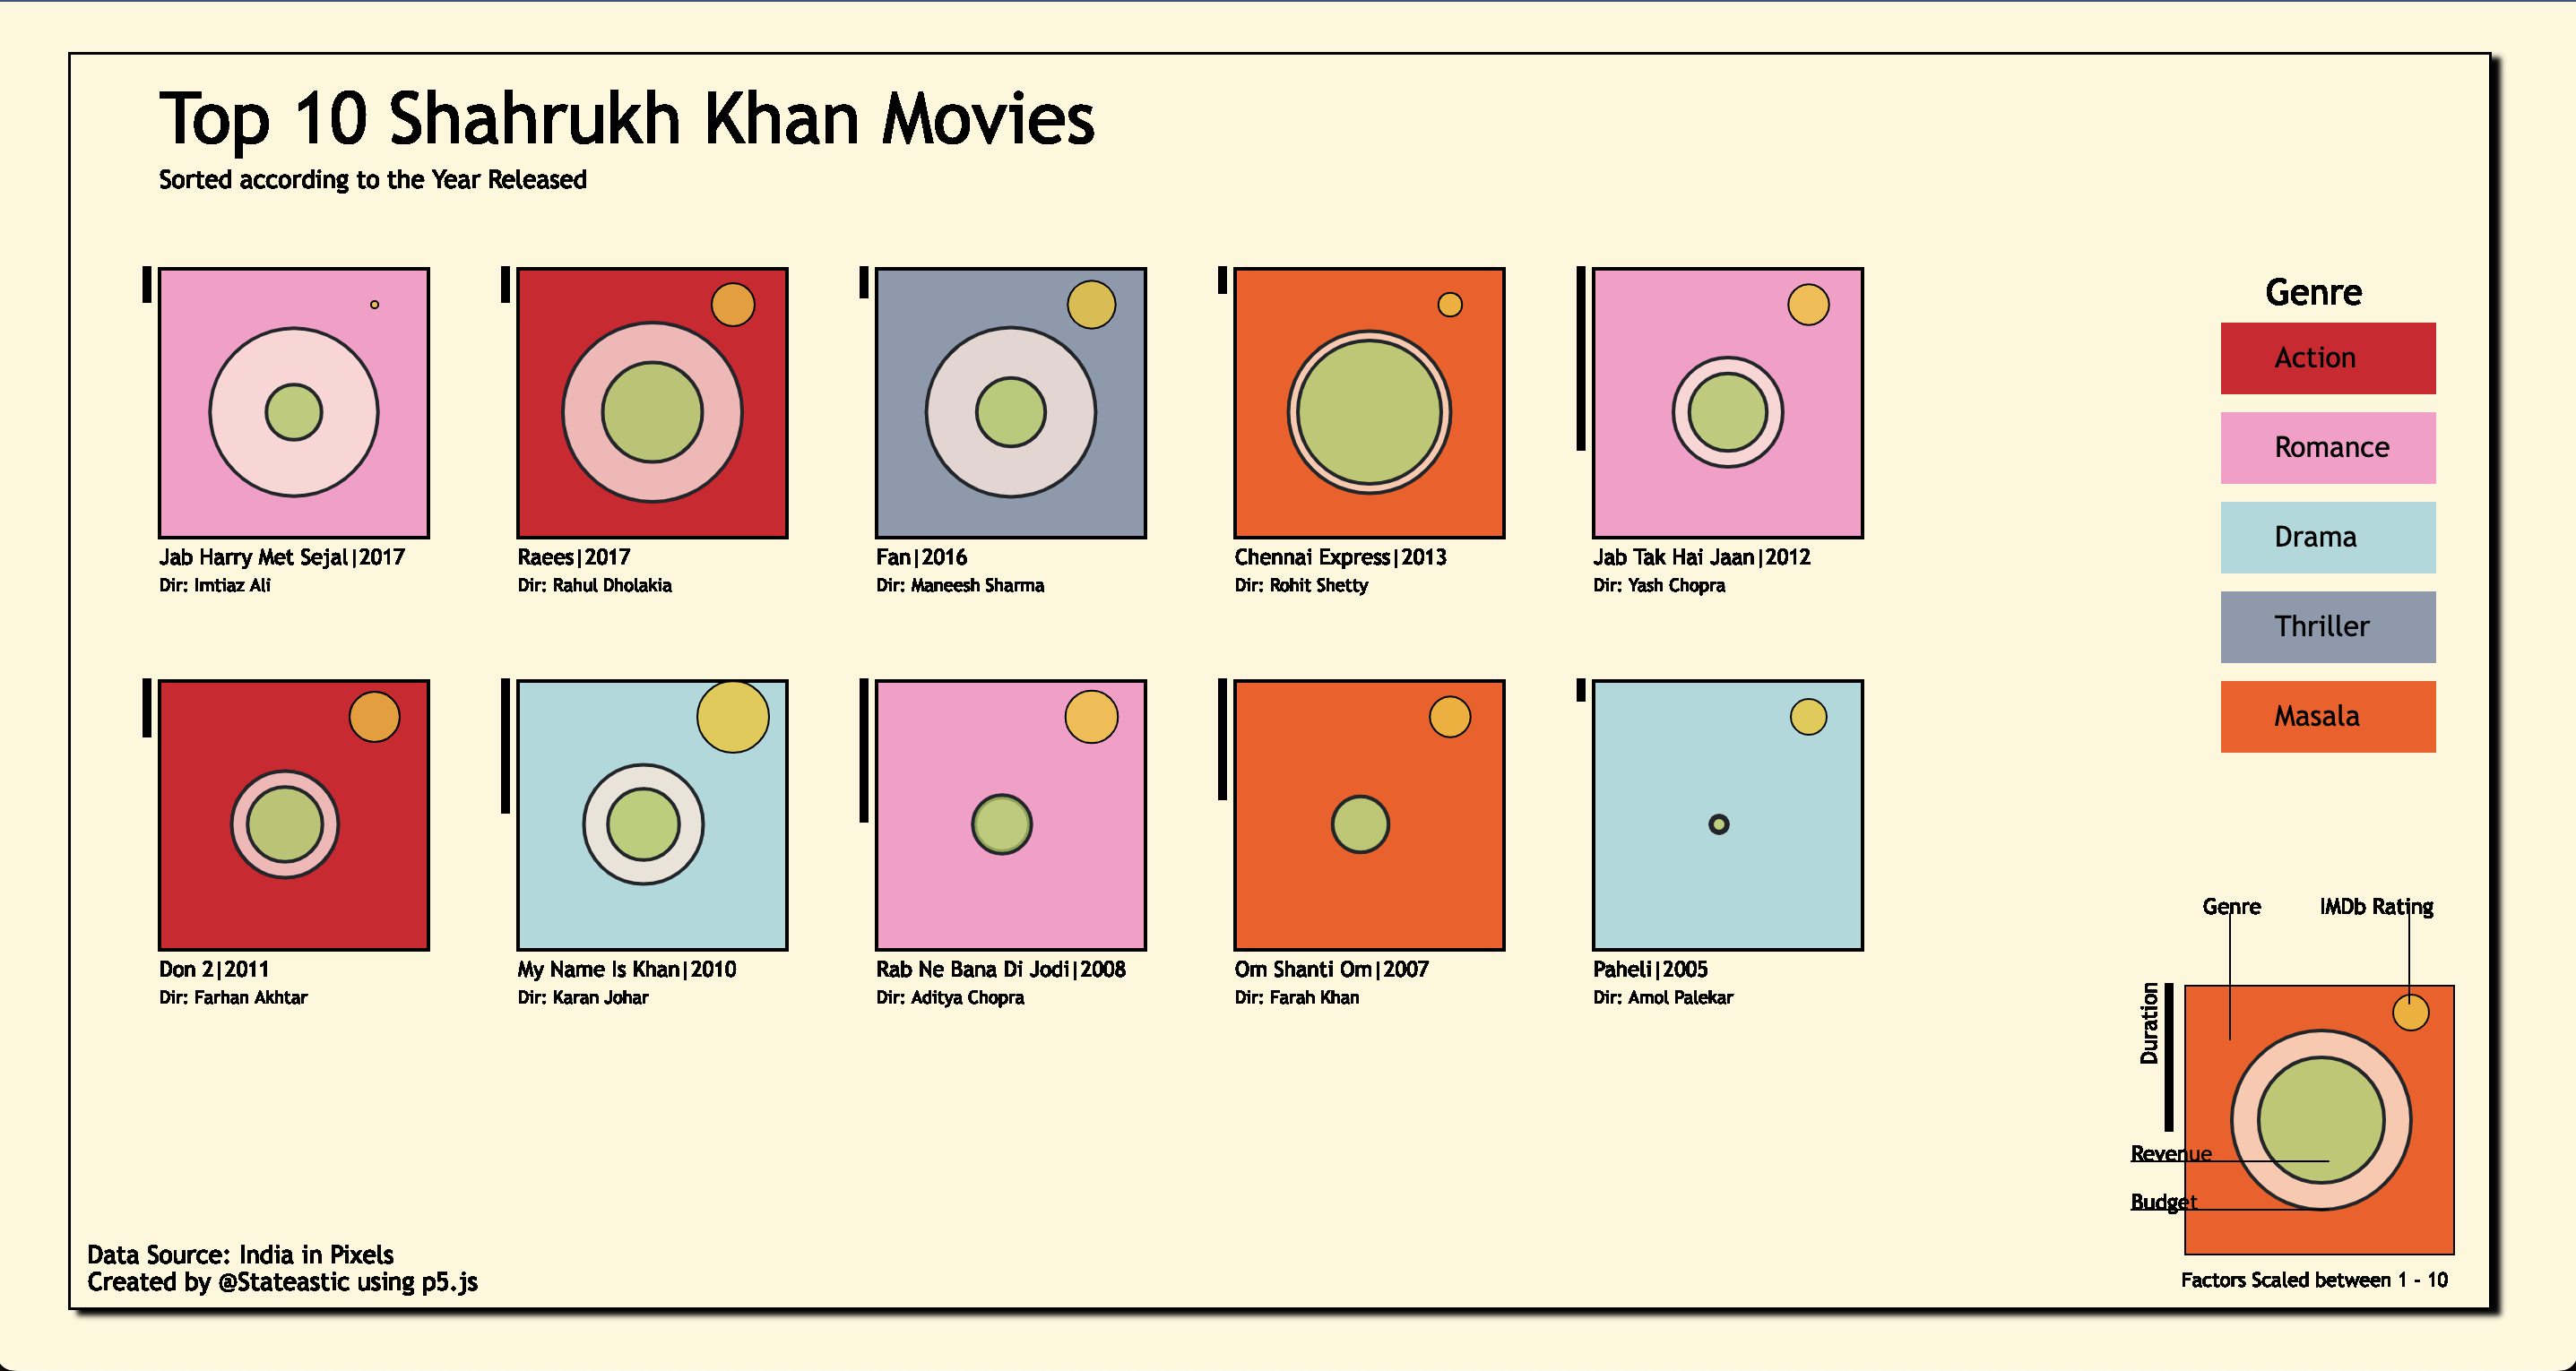 Top 10 Shahrukh Khan Movies
Sorted according to the Year Released
Jab Harry Met Sejal|2017
Dir: Imtiaz Ali
Raees|2017
Dir: Rahul Dholakia
Fan|2016
Dir: Maneesh Sharma
Chennai Express|2013
Dir: Rohit Shetty
Jab Tak Hai Jaan|2012
Dir: Yash Chopra
Don 2|2011
Dir: Farhan Akhtar
My Name Is Khan|2010
Dir: Karan Johar
Rab Ne Bana Di Jodi|2008
Dir: Aditya Chopra
Om Shanti Om|2007
Dir: Farah Khan
Paheli|2005
Dir: Amol Palekar
Genre
Action
Romance
Drama
Thriller
Masala
Genre
IMDb Rating
Duration
Revenue
Budget
Factors Scaled between 1 - 10
Data Source: India in Pixels
Created by @Stateastic using p5.js